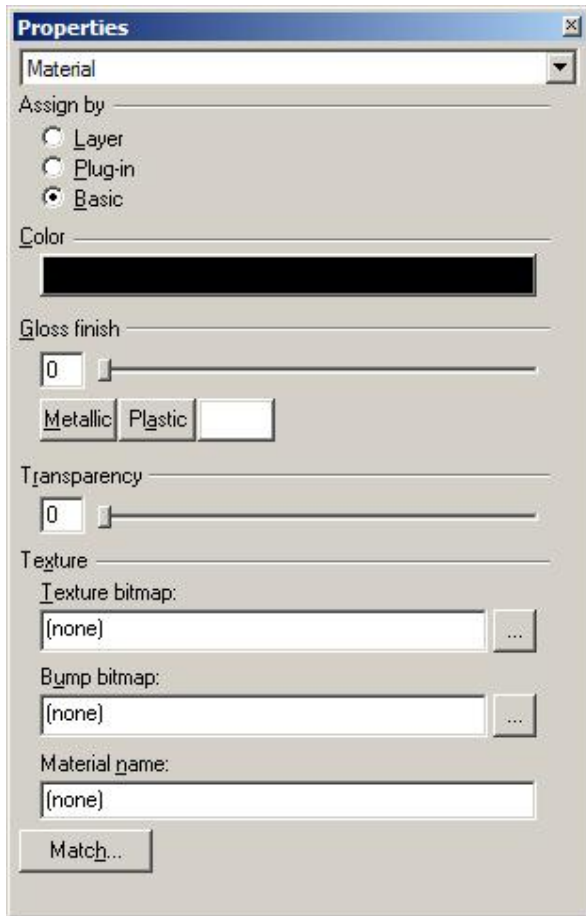 Properties
Material
Assign by
Layer
Plug-in
Basic
Color
Gloss finish
0
Metallic Plastic
Transparency
0
Texture
Texture bitmap:
(none) ...
Bump bitmap:
(none) ...
Material name:
(none)
Match...